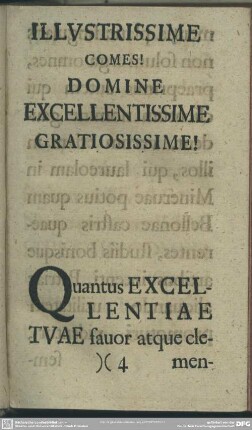 ILLVSTRISSIME
COMES!
DOMINE
EXCELLENTISSIME
GRATIOSISSIME!
Quantus EXCEL-
LENTIAE
TVAE fauor atque cle-
)( 4 men-